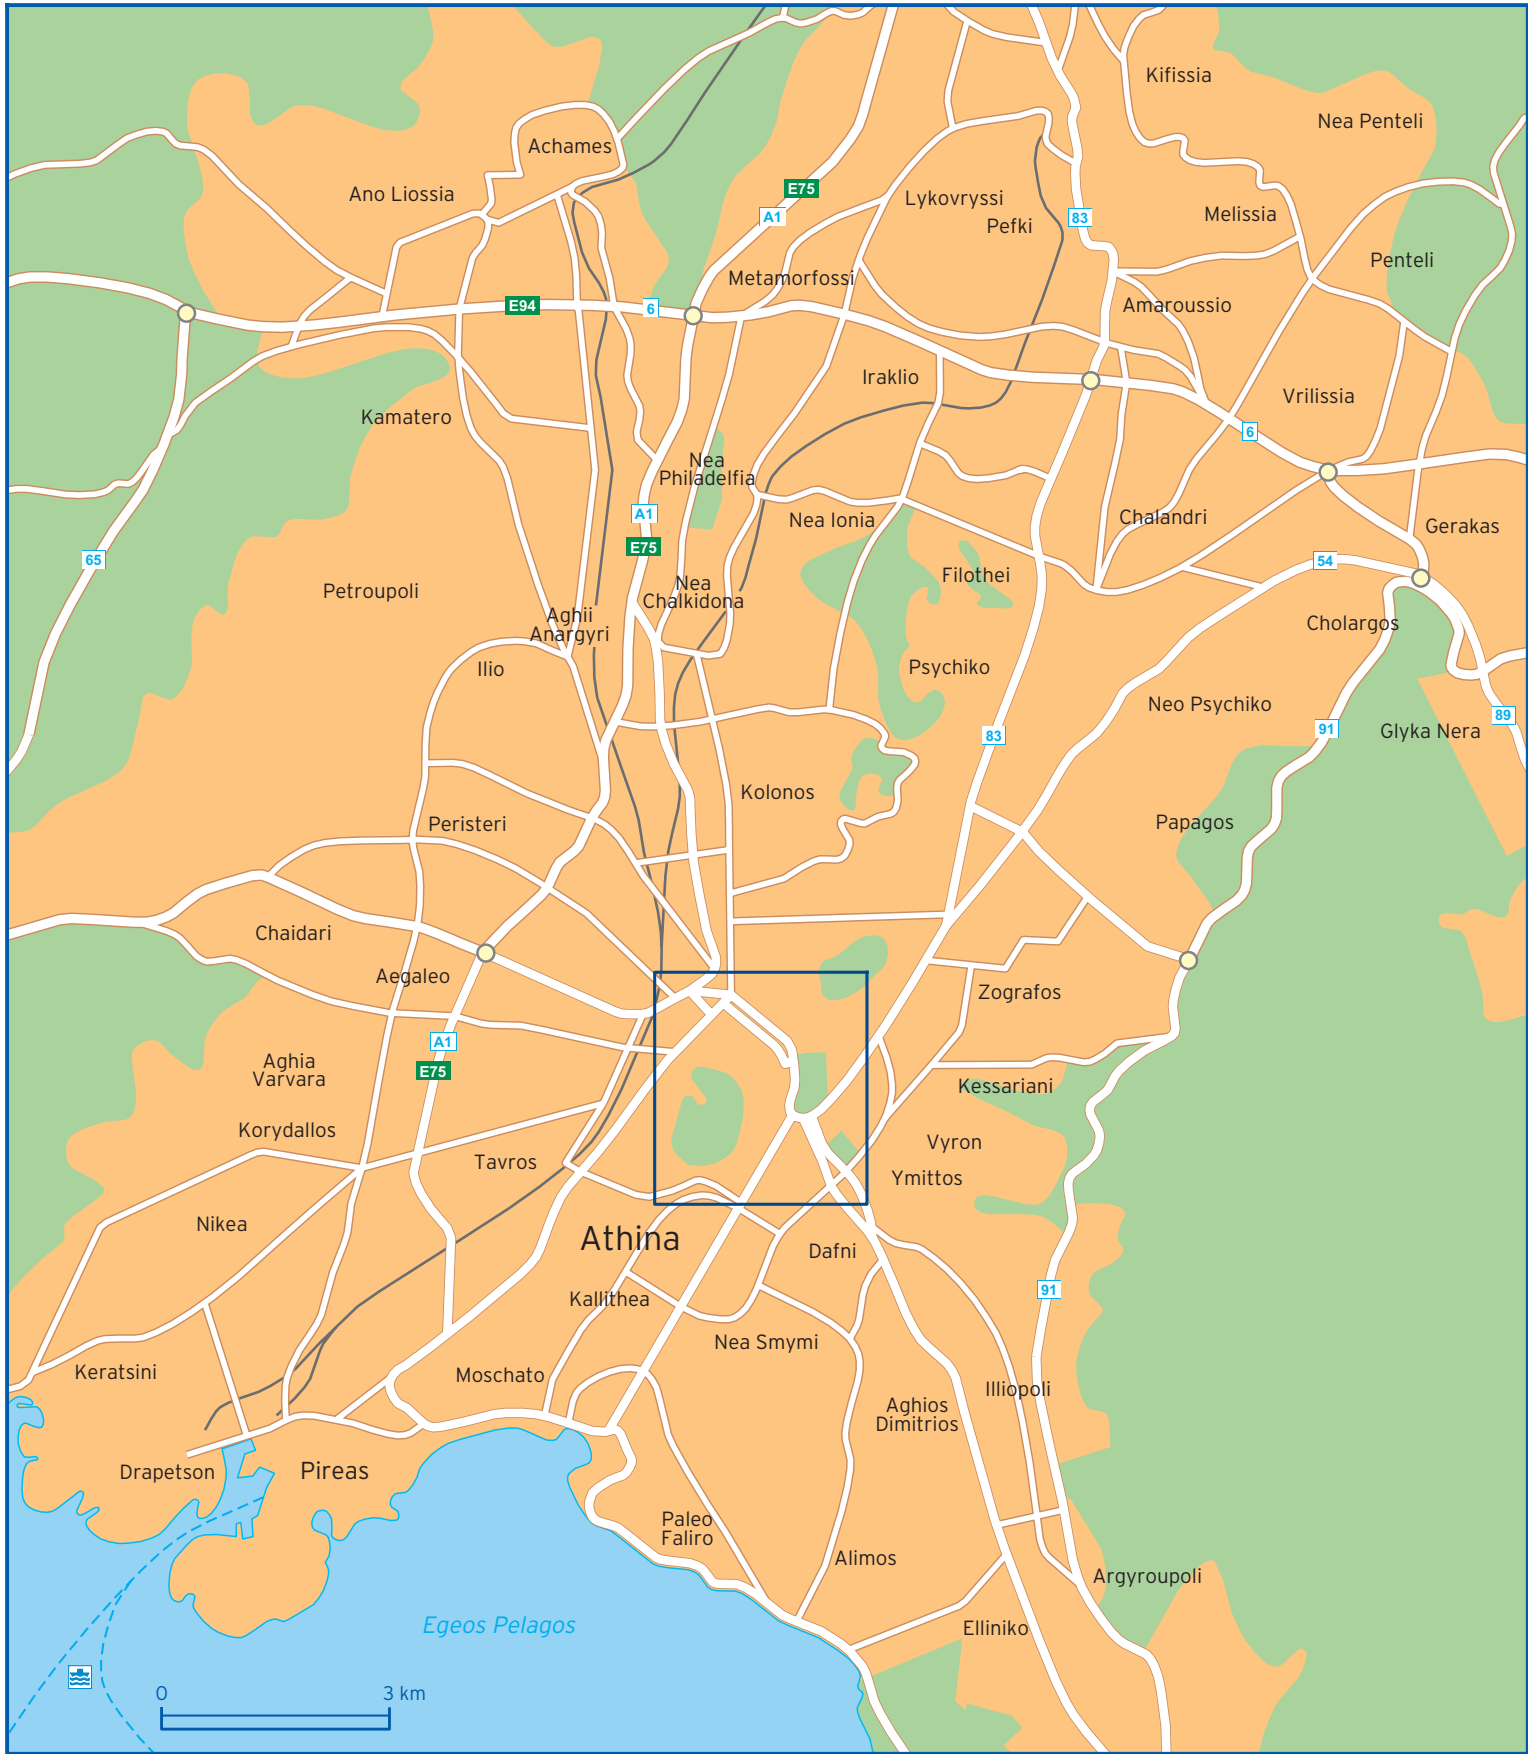 Kifissia
Nea Penteli
Achames
Ano Liossia
E75
A1
Lykovryssi
Pefki
83
Melissia
Penteli
Metamorfossi
E94
6
Amaroussio
Iraklio
Vrilissia
Kamatero
6
Nea
Philadelfia
A1
E75
Nea Ionia
Chalandri
Gerakas
65
54
Filothei
Petroupoli
Nea
Chalkidona
Aghii
Anargyri
Cholargos
Ilio
Psychiko
Neo Psychiko
83
91
89
Glyka Nera
Kolonos
Peristeri
Papagos
Chaidari
Aegaleo
Zografos
A1
E75
Aghia
Varvara
Kessariani
Korydallos
Vyron
Tavros
Ymittos
Nikea
Athina
Dafni
91
Kallithea
Nea Smymi
Keratsini
Moschato
Illiopoli
Aghios
Dimitrios
Drapetson
Pireas
Paleo
Faliro
Alimos
Argyroupoli
Egeos Pelagos
Elliniko
0
3 km